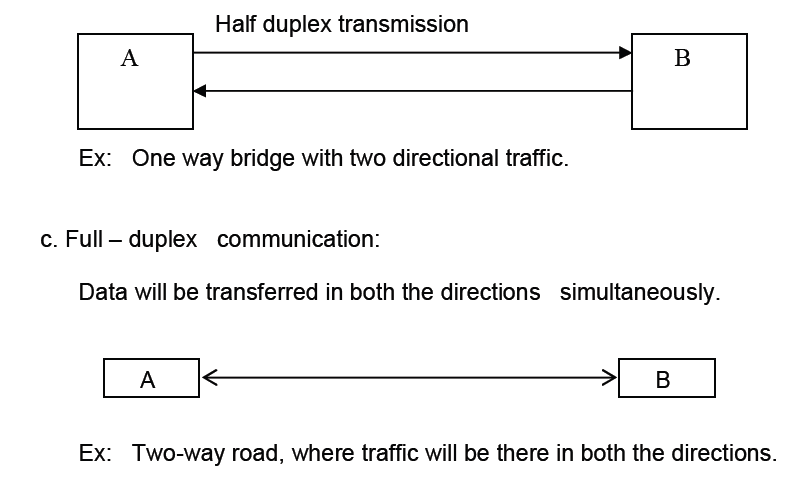 Half duplex transmission
A B
Ex: One way bridge with two directional traffic.
c. Full – duplex communication:
Data will be transferred in both the directions simultaneously.
A B
Ex: Two-way road, where traffic will be there in both the directions.